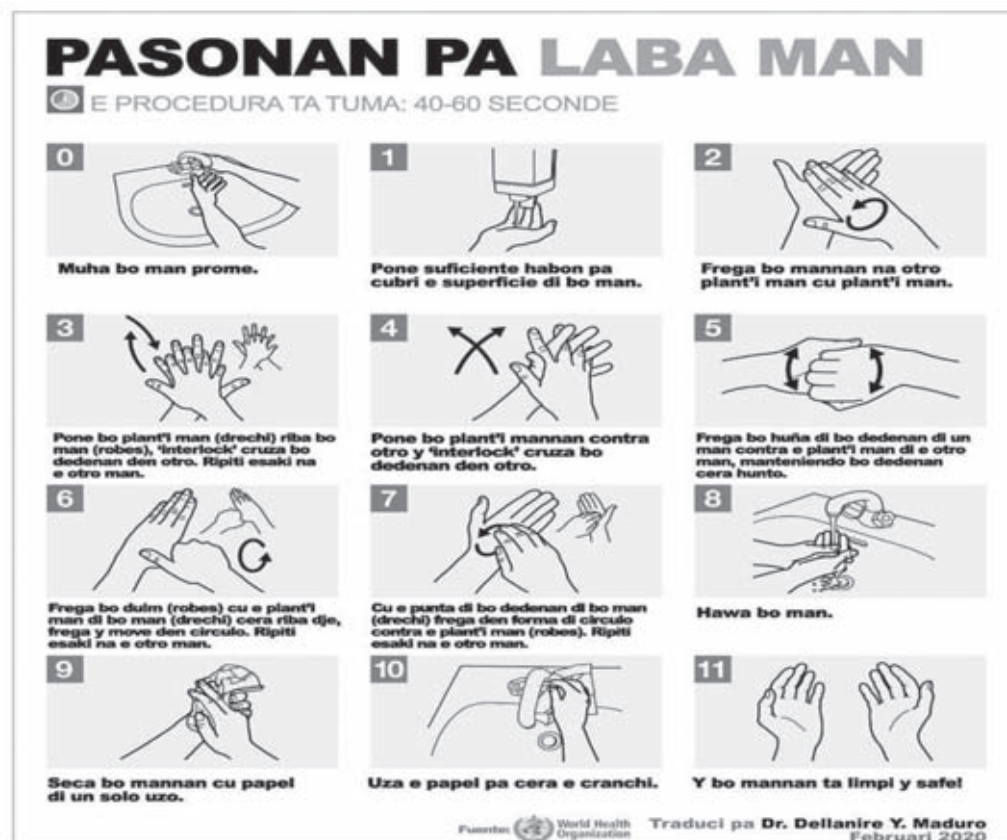 PASONAN PA LABA MAN
E PROCEDURA TA TUMA: 40-60 SECONDE
0
Muha bo man prome.
1
Pone suficiente habon pa
cubri e superficie di bo man.
2
Frega bo mannan na otro
plant'i man cu plant'i man.
3
Pone bo plant'i man (drechi) riba bo
man (robes), 'interlock' cruza bo
dedenan den otro. Ripiti esaki na
e otro man.
4
Pone bo plant'i mannan contra
otro y 'interlock' cruza bo
dedenan den otro.
5
Frega bo huña di bo dedenan di un
man contra e plant'i man di e otro
man, manteniendo bo dedenan
cera hunto.
6
Frega bo duim (robes) cu e plant'i
man di bo man (drechi) cera riba dje,
frega y move den circulo. Ripiti
esaki na e otro man.
7
Cu e punta di bo dedenan di bo man
(drechi) frega den forma di circulo
contra e plant'i man (robes). Ripiti
esaki na e otro man.
8
Hawa bo man.
9
Seca bo mannan cu papel
di un solo uzo.
10
Uza e papel pa cera e cranchi.
11
Y bo mannan ta limpi y safe!
Fuente: World Health
Organization
Traduci pa Dr. Dellanire Y. Maduro
Februari 2020